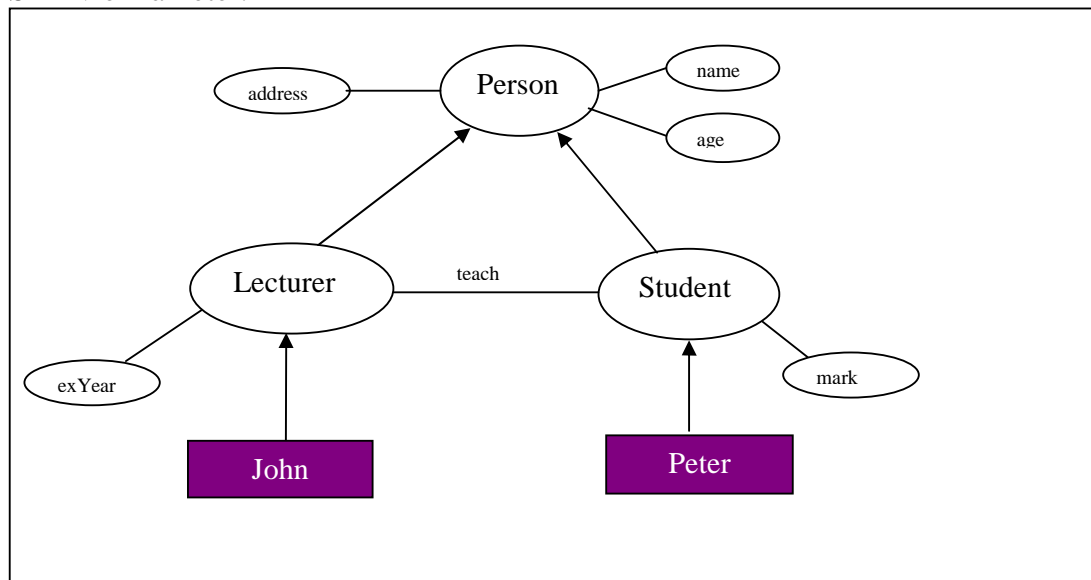 Person
name
address
age
Lecturer
teach
Student
exYear
mark
John
Peter